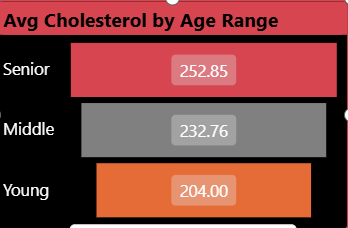 Avg Cholesterol by Age Range
Senior 252.85
Middle 232.76
Young 204.00